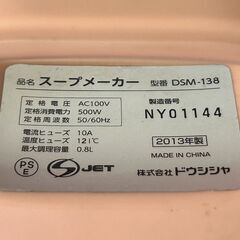 品名 スープメーカー 型番 DSM-138
定格電圧 AC100V
定格消費電力 500W
定格周波数 50/60Hz
製造番号
NY01144
電流ヒューズ 10A
温度ヒューズ 121℃
最大調理容量 0.8L
2013年製
MADE IN CHINA
PS
E
S JET
株式会社 ドウシシャ